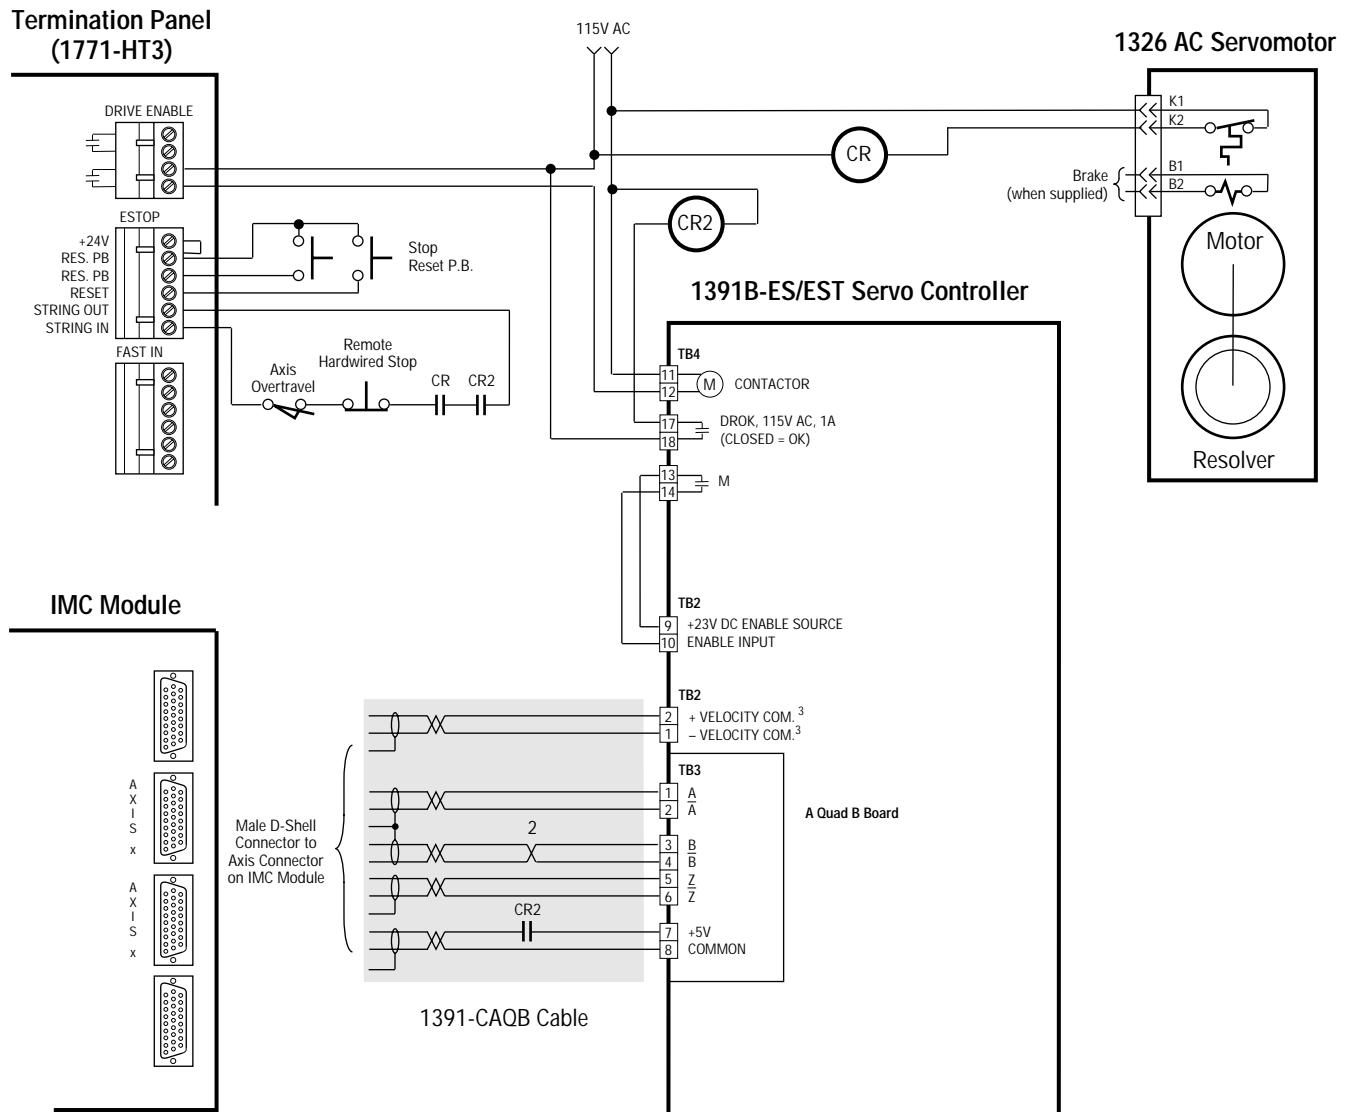 Termination Panel
(1771-HT3)
115V AC
1326 AC Servomotor
DRIVE ENABLE
K1
K2
CR
Brake
(when supplied)
B1
B2
CR2
ESTOP
+24V
RES. PB
RES. PB
RESET
STRING OUT
STRING IN
Stop
Reset P.B.
Motor
Resolver
FAST IN
Axis
Overtravel
Remote
Hardwired Stop
CR
CR2
1391B-ES/EST Servo Controller
TB4
11
12
M
CONTACTOR
17
18
DROK, 115V AC, 1A
(CLOSED = OK)
13
14
M
IMC Module
TB2
9
+23V DC ENABLE SOURCE
10
ENABLE INPUT
TB2
2
+ VELOCITY COM. 3
1
– VELOCITY COM.3
TB3
1
A
2
A̅
A Quad B Board
3
B
4
B̅
5
Z
6
Z̅
7
+5V
8
COMMON
2
CR2
A
X
I
S
x
A
X
I
S
x
Male D-Shell
Connector to
Axis Connector
on IMC Module
1391-CAQB Cable